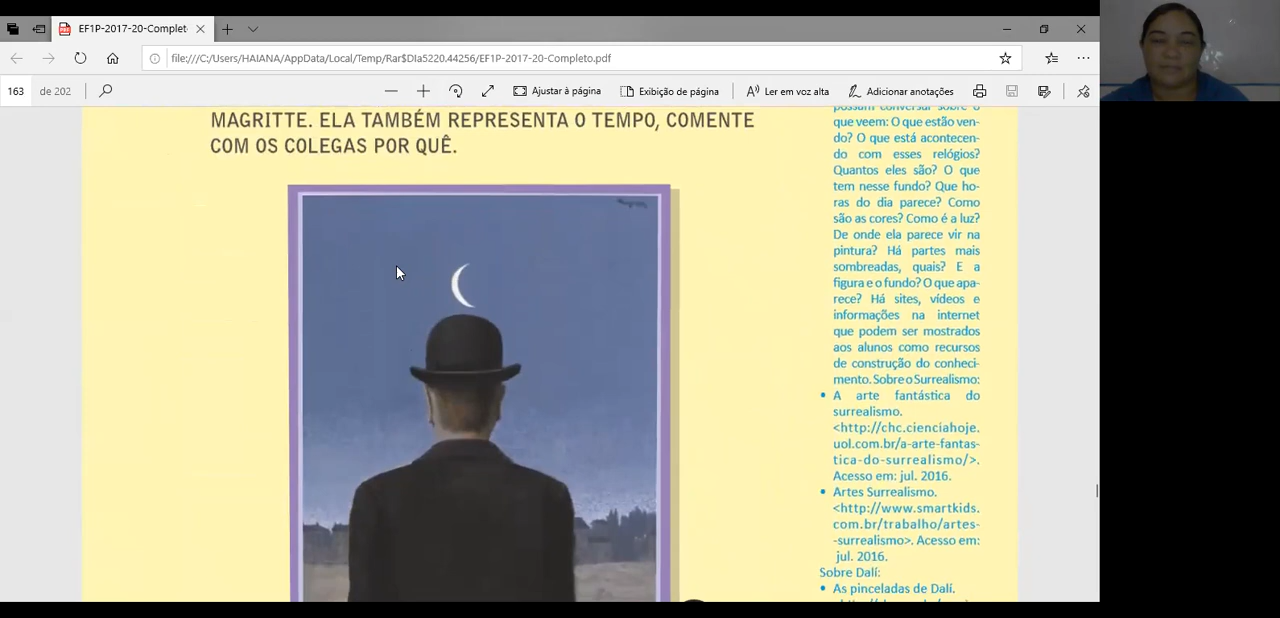 EF1P-2017-20-Complet
file:///C:/Users/HAIANA/AppData/Local/Temp/Rar$DIa5220.44256/EF1P-2017-20-Completo.pdf
163 de 202
Ajustar à página
Exibição de página
Ler em voz alta
Adicionar anotações
MAGRITTE. ELA TAMBÉM REPRESENTA O TEMPO, COMENTE
COM OS COLEGAS POR QUÊ.
possam conversar sobre o
que veem: O que estão ven-
do? O que está acontecen-
do com esses relógios?
Quantos eles são? O que
tem nesse fundo? Que ho-
ras do dia parece? Como
são as cores? Como é a luz?
De onde ela parece vir na
pintura? Há partes mais
sombreadas, quais? E a
figura e o fundo? O que apa-
rece? Há sites, vídeos e
informações na internet
que podem ser mostrados
aos alunos como recursos
de construção do conheci-
mento. Sobre o Surrealismo:
• A arte fantástica do
surrealismo.
<http://chc.cienciahoje.
uol.com.br/a-arte-fantas-
tica-do-surrealismo/>.
Acesso em: jul. 2016.
• Artes Surrealismo.
<http://www.smartkids.
com.br/trabalho/artes-
-surrealismo>. Acesso em:
jul. 2016.
Sobre Dalí:
• As pinceladas de Dalí.